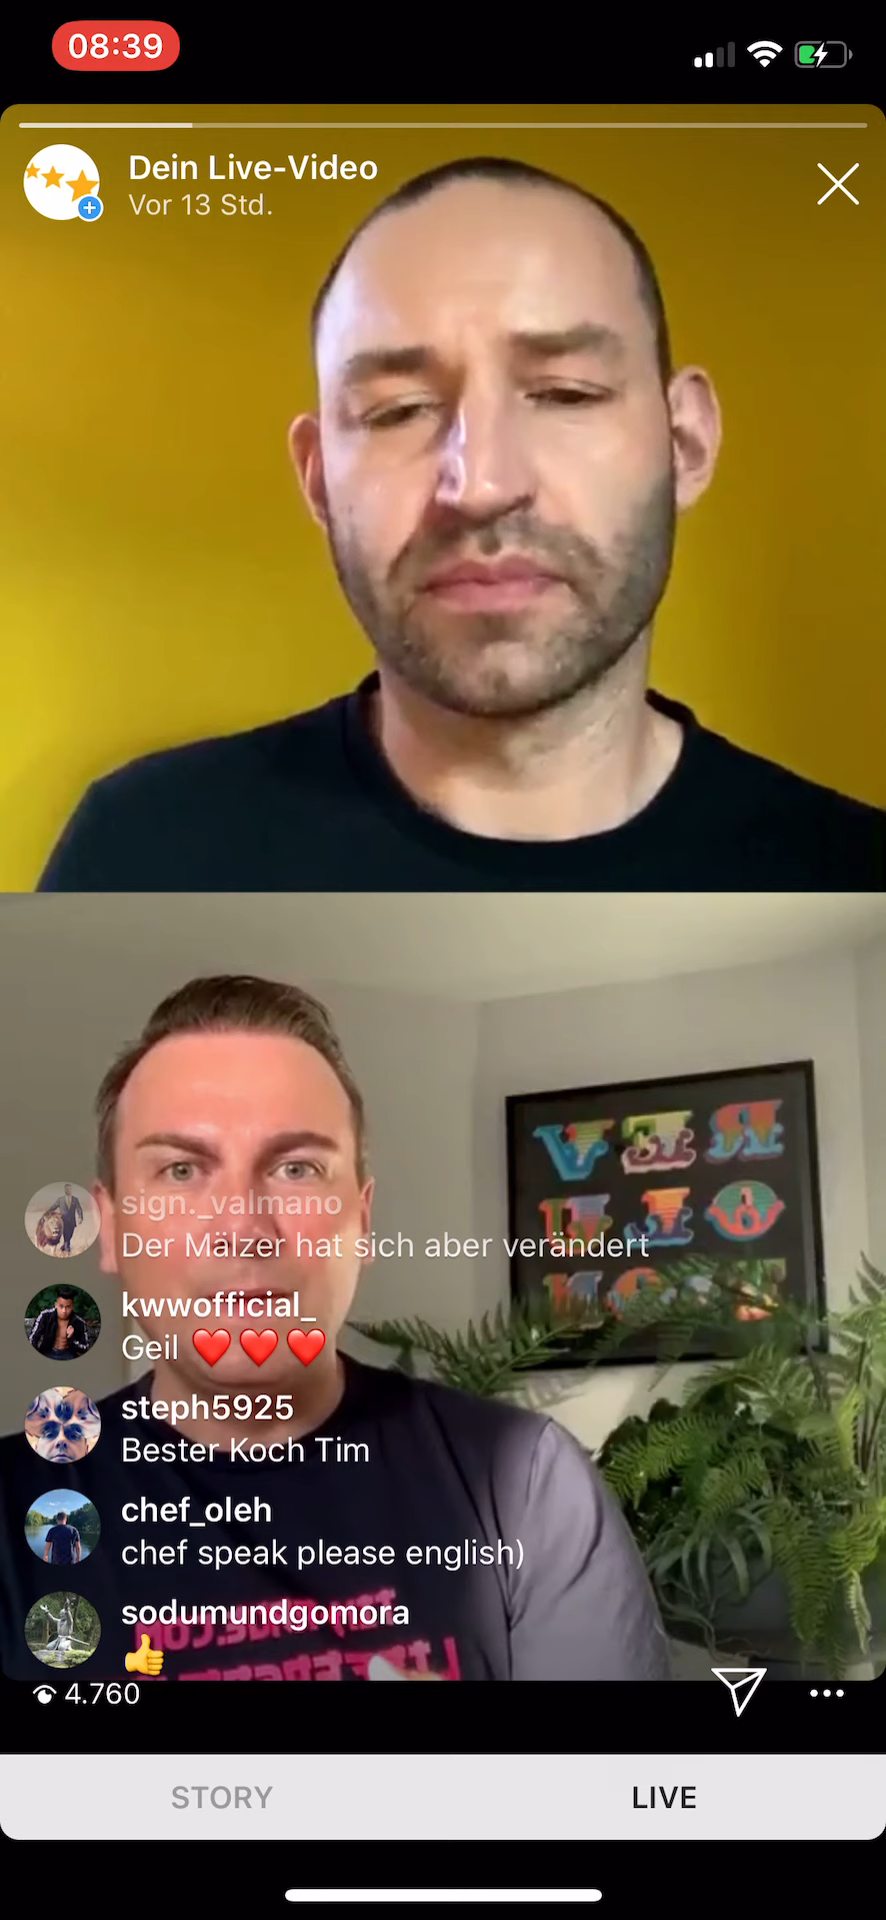 08:39
Dein Live-Video
Vor 13 Std.
sign._valmano
Der Mälzer hat sich aber verändert
kwwofficial_
Geil ❤️❤️❤️
steph5925
Bester Koch Tim
chef_oleh
chef speak please english)
sodumundgomora
👍
4.760
STORY
LIVE